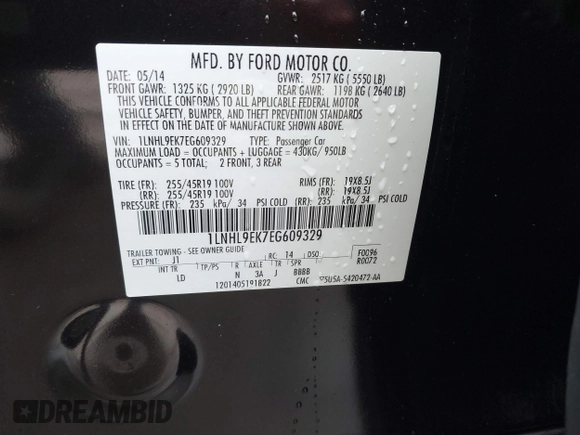 MFD. BY FORD MOTOR CO.
DATE: 05/14 GVWR: 2517 KG ( 5550 LB)
FRONT GAWR: 1325 KG ( 2920 LB) REAR GAWR: 1198 KG ( 2640 LB)
THIS VEHICLE CONFORMS TO ALL APPLICABLE FEDERAL MOTOR
VEHICLE SAFETY, BUMPER, AND THEFT PREVENTION STANDARDS
IN EFFECT ON THE DATE OF MANUFACTURE SHOWN ABOVE.
VIN: 1LNHL9EK7EG609329 TYPE: Passenger Car
MAXIMUM LOAD = OCCUPANTS + LUGGAGE = 430KG/ 950LB
OCCUPANTS = 5 TOTAL; 2 FRONT, 3 REAR
TIRE (FR): 255/45R19 100V RIMS (FR): 19X8.5J
(RR): 255/45R19 100V (RR): 19X8.5J
PRESSURE (FR): 235 kPa/ 34 PSI COLD (RR): 235 kPa/ 34 PSI COLD
1LNHL9EK7EG609329
TRAILER TOWING - SEE OWNER GUIDE F0096
EXT PNT: J1 RC: 14 DSO: R0072
INT TR TP/PS R AXLE TR SPR
LD N 3A J BBBB
1201405191822 CMC 5U5A-5420472-AA
DREAMBID